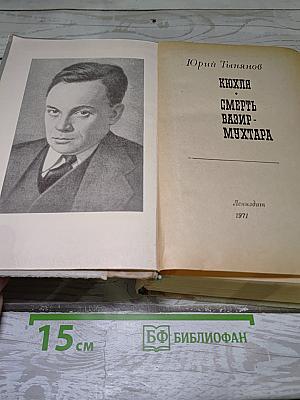 Юрий Тынянов
КЮХЛЯ
•
СМЕРТЬ
ВАЗИР-
МУХТАРА
Лениздат
1971
15 см
БФ БИБЛИОФАН